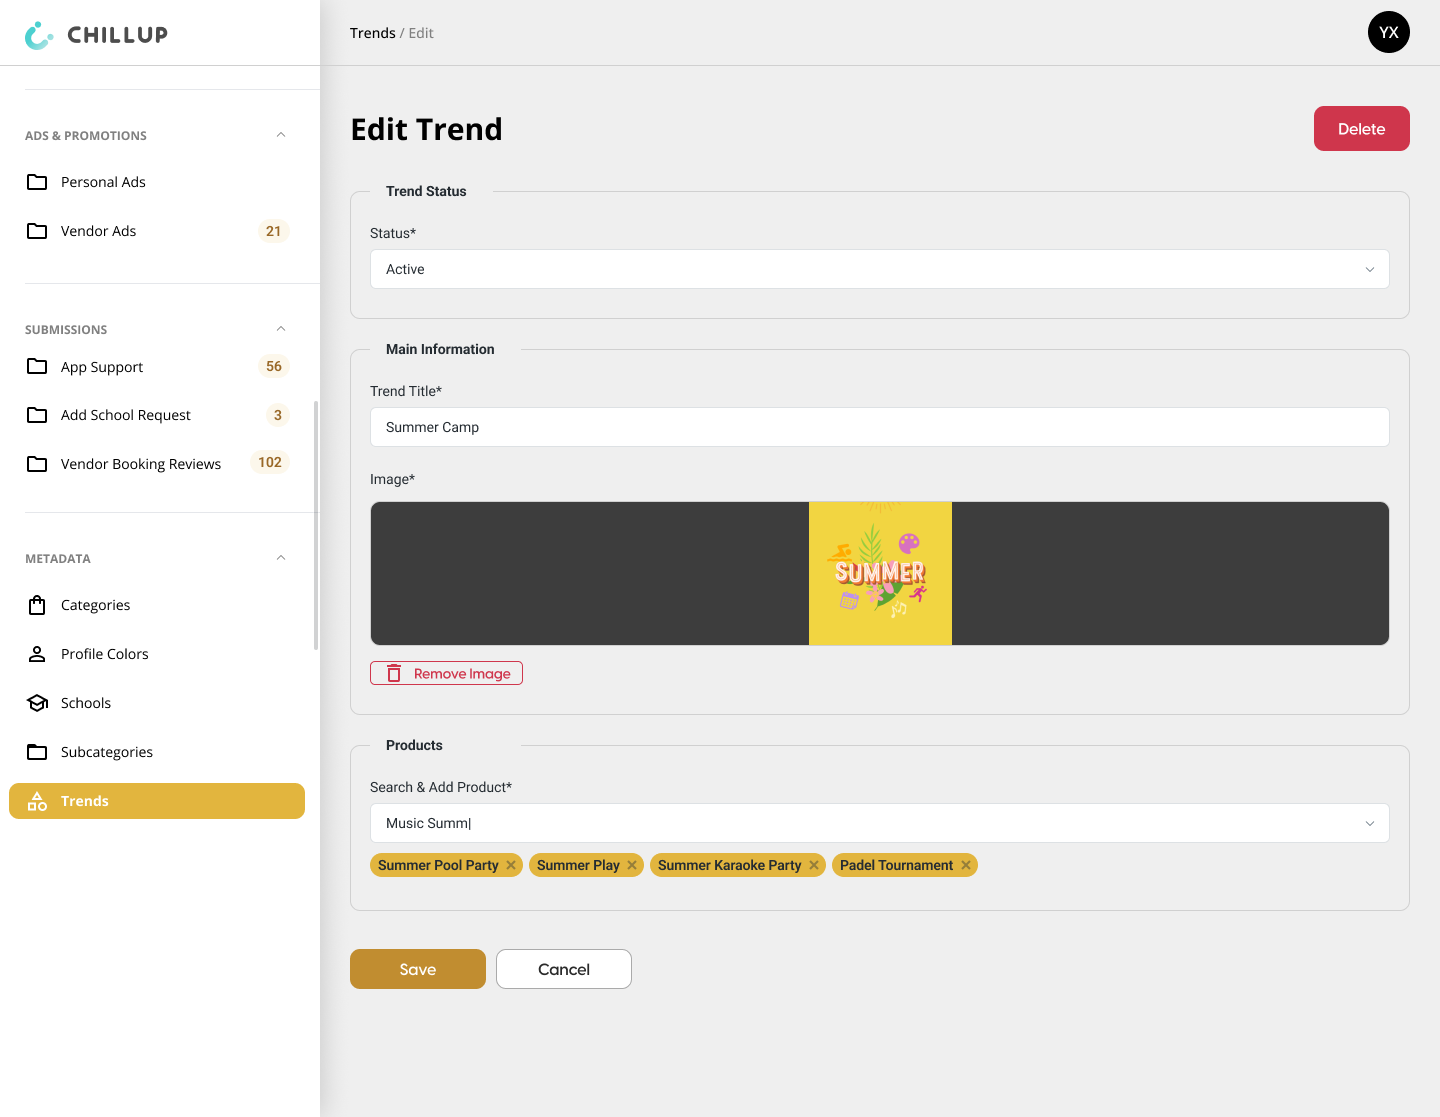 CHILLUP
Trends / Edit
YX
ADS & PROMOTIONS
Personal Ads
Vendor Ads 21
SUBMISSIONS
App Support 56
Add School Request 3
Vendor Booking Reviews 102
METADATA
Categories
Profile Colors
Schools
Subcategories
Trends
Edit Trend
Delete
Trend Status
Status*
Active
Main Information
Trend Title*
Summer Camp
Image*
SUMMER
Remove Image
Products
Search & Add Product*
Music Summ
Summer Pool Party Summer Play Summer Karaoke Party Padel Tournament
Save Cancel